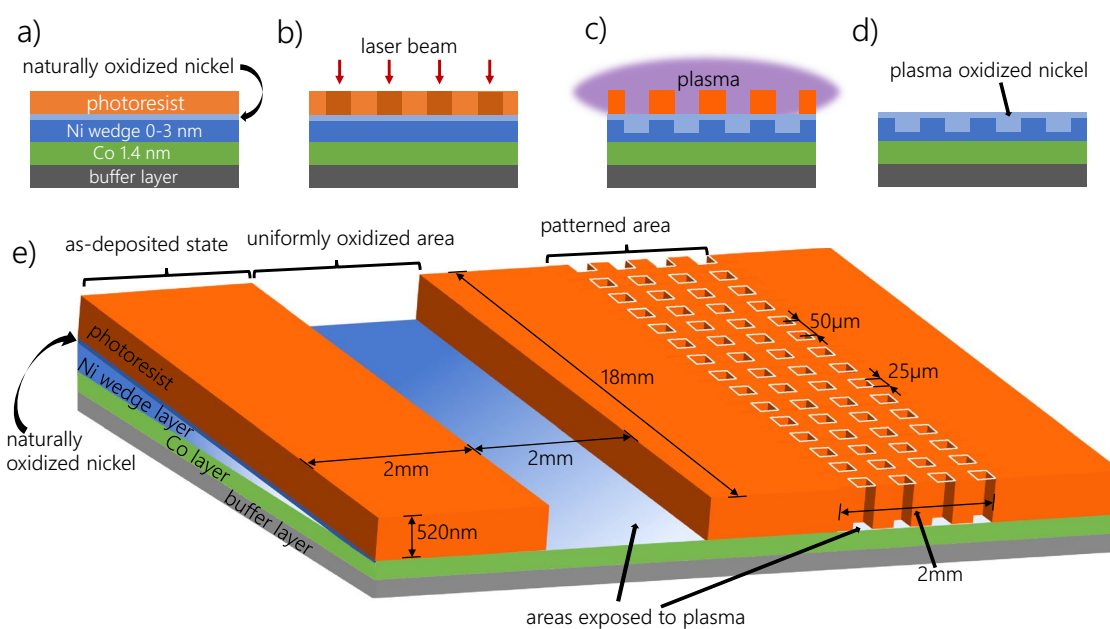 a)
naturally oxidized nickel
photoresist
Ni wedge 0-3 nm
Co 1.4 nm
buffer layer
b)
laser beam
c)
plasma
d)
plasma oxidized nickel
e)
as-deposited state
uniformly oxidized area
patterned area
photoresist
Ni wedge layer
Co layer
buffer layer
naturally
oxidized nickel
2mm
2mm
18mm
50μm
25μm
520nm
2mm
areas exposed to plasma